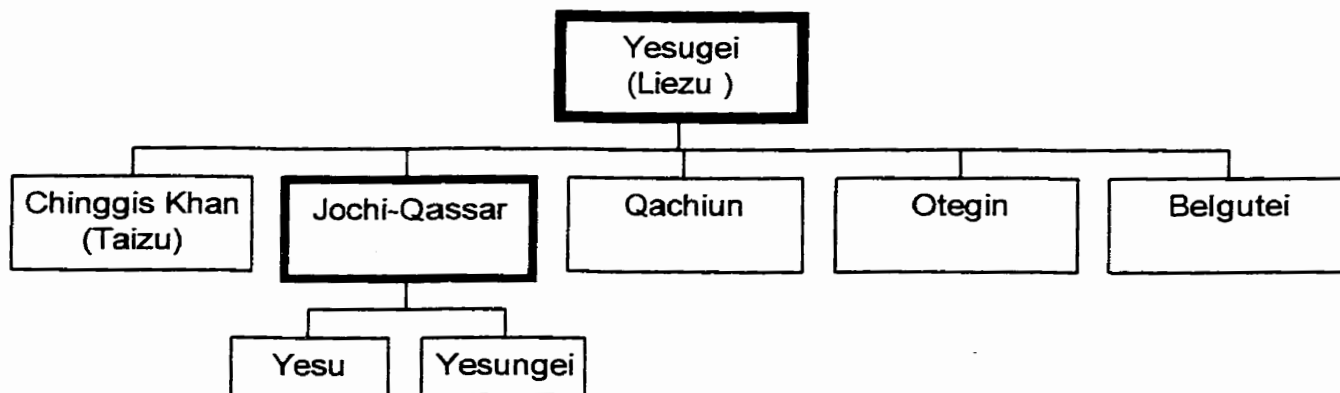 Yesugei
(Liezu )
Chinggis Khan
(Taizu)
Jochi-Qassar
Qachiun
Otegin
Belgutei
Yesu
Yesungei